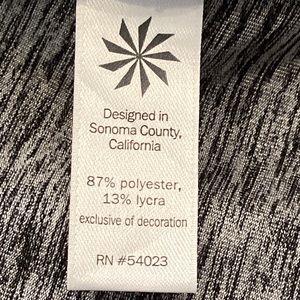 Designed in
Sonoma County,
California
87% polyester,
13% lycra
exclusive of decoration
RN #54023